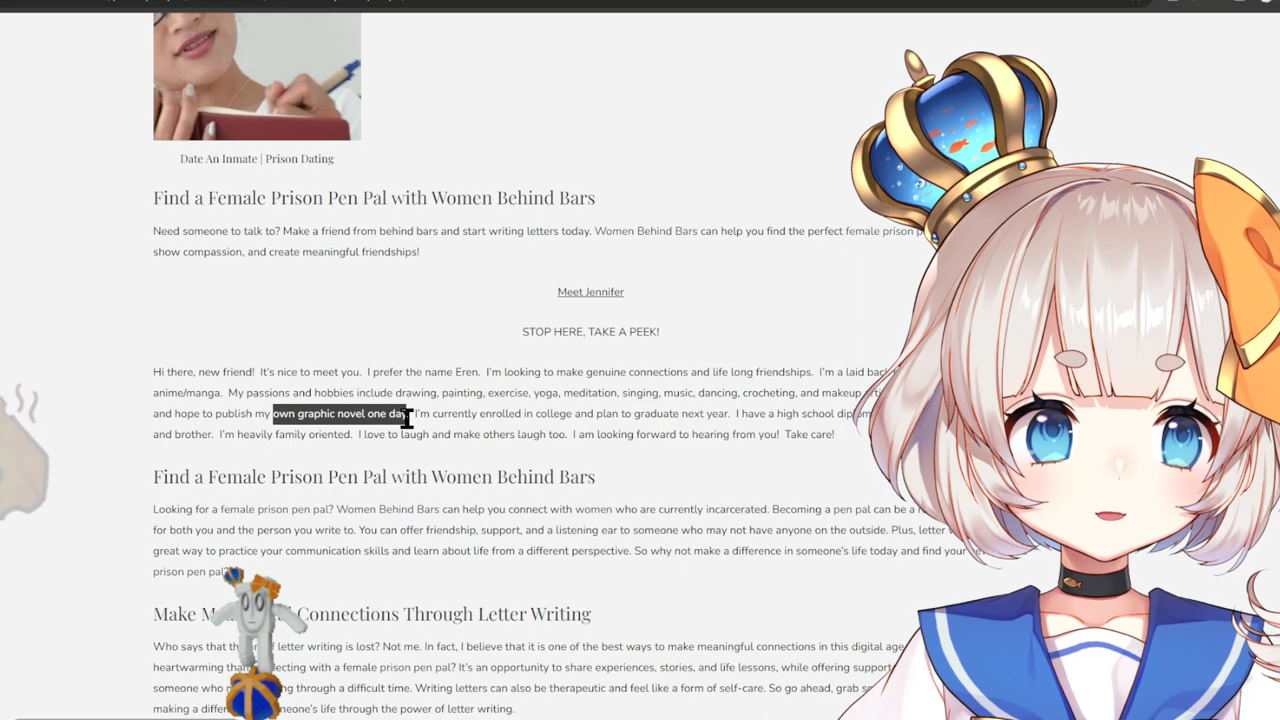 Date An Inmate | Prison Dating
Find a Female Prison Pen Pal with Women Behind Bars
Need someone to talk to? Make a friend from behind bars and start writing letters today. Women Behind Bars can help you find the perfect female prison
show compassion, and create meaningful friendships!
Meet Jennifer
STOP HERE, TAKE A PEEK!
Hi there, new friend! It's nice to meet you. I prefer the name Eren. I'm looking to make genuine connections and life long friendships. I'm a laid
anime/manga. My passions and hobbies include drawing, painting, exercise, yoga, meditation, singing, music, dancing, crocheting, and makeup
and hope to publish my own graphic novel one day. I'm currently enrolled in college and plan to graduate next year. I have a high school
and brother. I'm heavily family oriented. I love to laugh and make others laugh too. I am looking forward to hearing from you! Take care!
Find a Female Prison Pen Pal with Women Behind Bars
Looking for a female prison pen pal? Women Behind Bars can help you connect with women who are currently incarcerated. Becoming a pen pal can be a
for both you and the person you write to. You can offer friendship, support, and a listening ear to someone who may not have anyone on the outside. Plus, letter
great way to practice your communication skills and learn about life from a different perspective. So why not make a difference in someone's life today and find your
prison pen pal?
Make Connections Through Letter Writing
Who says that the letter writing is lost? Not me. In fact, I believe that it is one of the best ways to make meaningful connections in this digital age
heartwarming with a female prison pen pal? It's an opportunity to share experiences, stories, and life lessons, while offering support
someone who through a difficult time. Writing letters can also be therapeutic and feel like a form of self-care. So go ahead, grab
making a life through the power of letter writing.